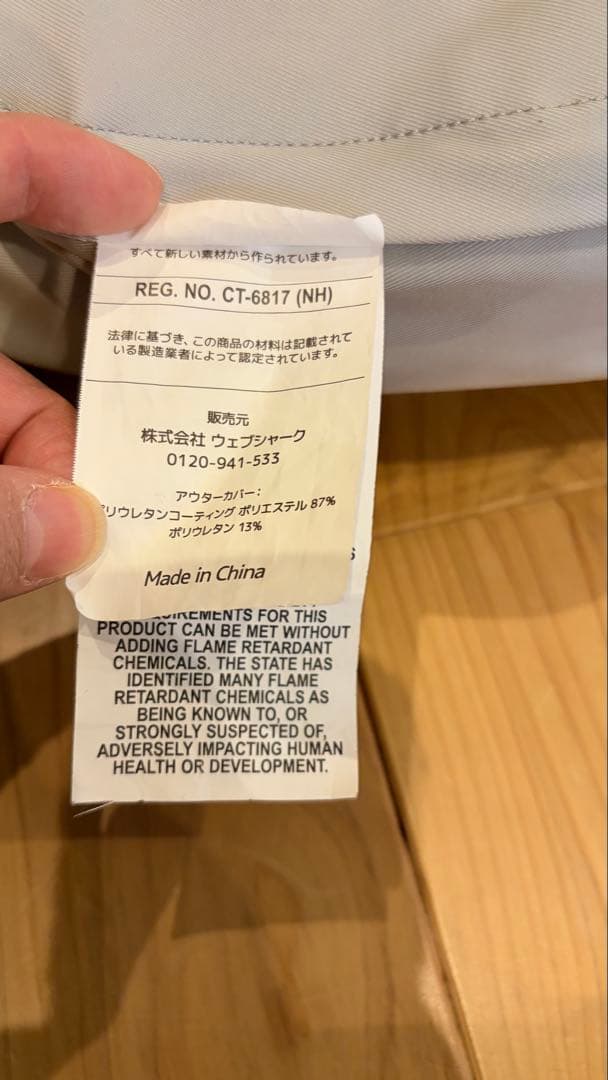 すべて新しい素材から作られています。
REG. NO. CT-6817 (NH)
法律に基づき、この商品の材料は記載されて
いる製造業者によって認定されています。
販売元
株式会社 ウェブシャーク
0120-941-533
アウターカバー：
リウレタンコーティング ポリエステル 87%
ポリウレタン 13%
Made in China
S
FOR THIS
PRODUCT CAN BE MET WITHOUT
ADDING FLAME RETARDANT
CHEMICALS. THE STATE HAS
IDENTIFIED MANY FLAME
RETARDANT CHEMICALS AS
BEING KNOWN TO, OR
STRONGLY SUSPECTED OF,
ADVERSELY IMPACTING HUMAN
HEALTH OR DEVELOPMENT.